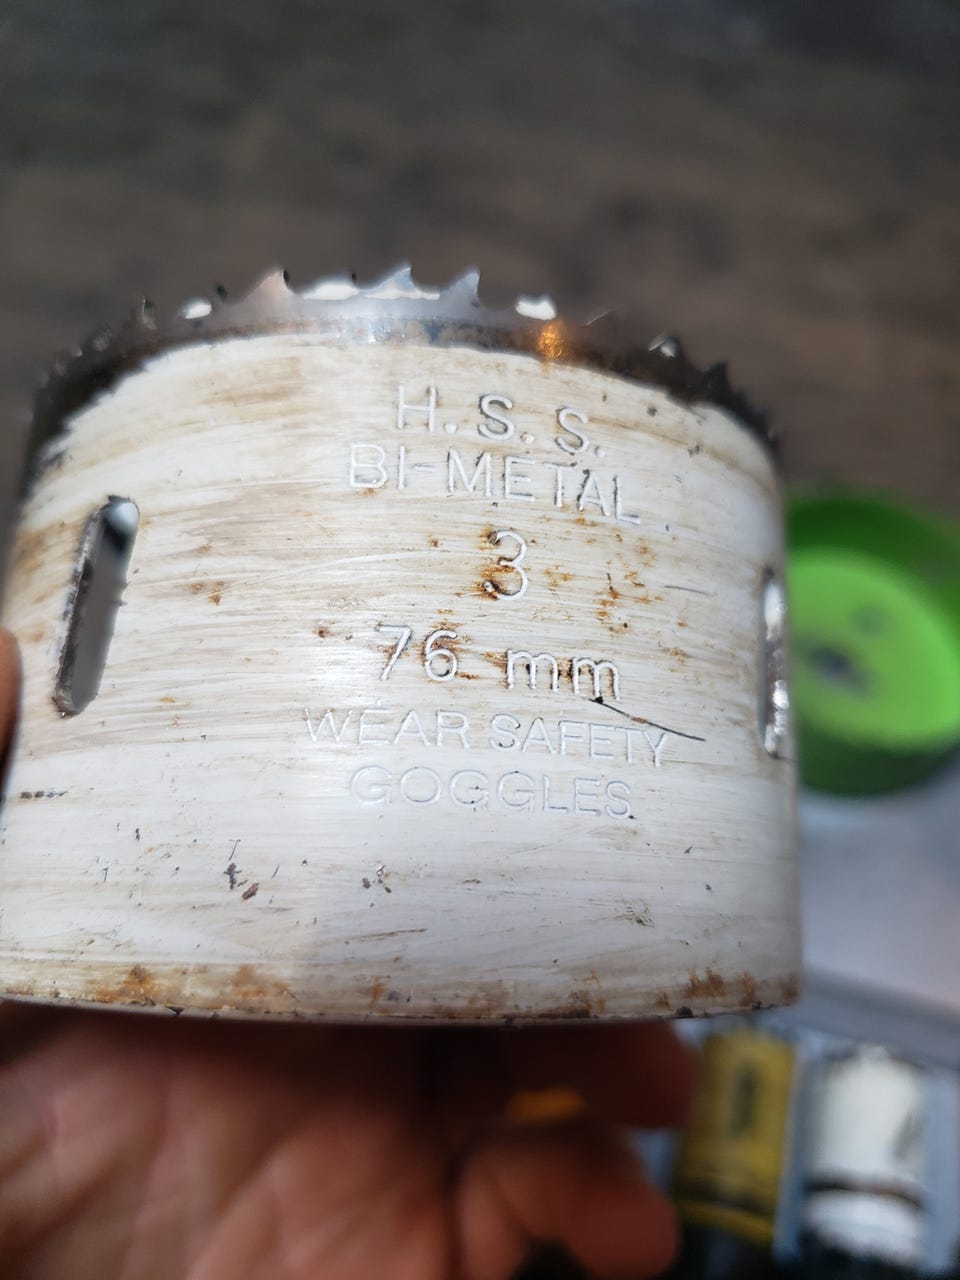 H.S.S.
BI-METAL
3
76 mm
WEAR SAFETY
GOGGLES